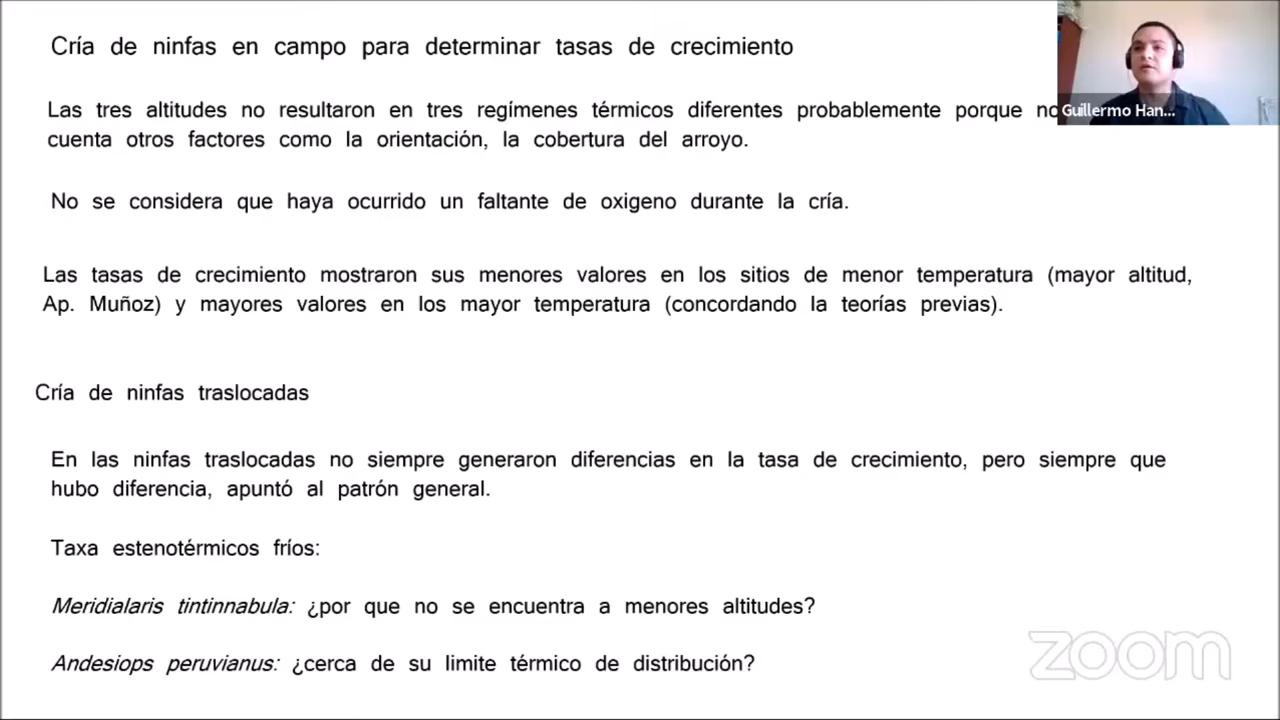 Cría de ninfas en campo para determinar tasas de crecimiento
Las tres altitudes no resultaron en tres regímenes térmicos diferentes probablemente porque no
Guillermo Han...
cuenta otros factores como la orientación, la cobertura del arroyo.
No se considera que haya ocurrido un faltante de oxigeno durante la cría.
Las tasas de crecimiento mostraron sus menores valores en los sitios de menor temperatura (mayor altitud,
Ap. Muñoz) y mayores valores en los mayor temperatura (concordando la teorías previas).
Cría de ninfas traslocadas
En las ninfas traslocadas no siempre generaron diferencias en la tasa de crecimiento, pero siempre que
hubo diferencia, apuntó al patrón general.
Taxa estenotérmicos fríos:
Meridialaris tintinnabula: ¿por que no se encuentra a menores altitudes?
Andesiops peruvianus: ¿cerca de su limite térmico de distribución?
zoom